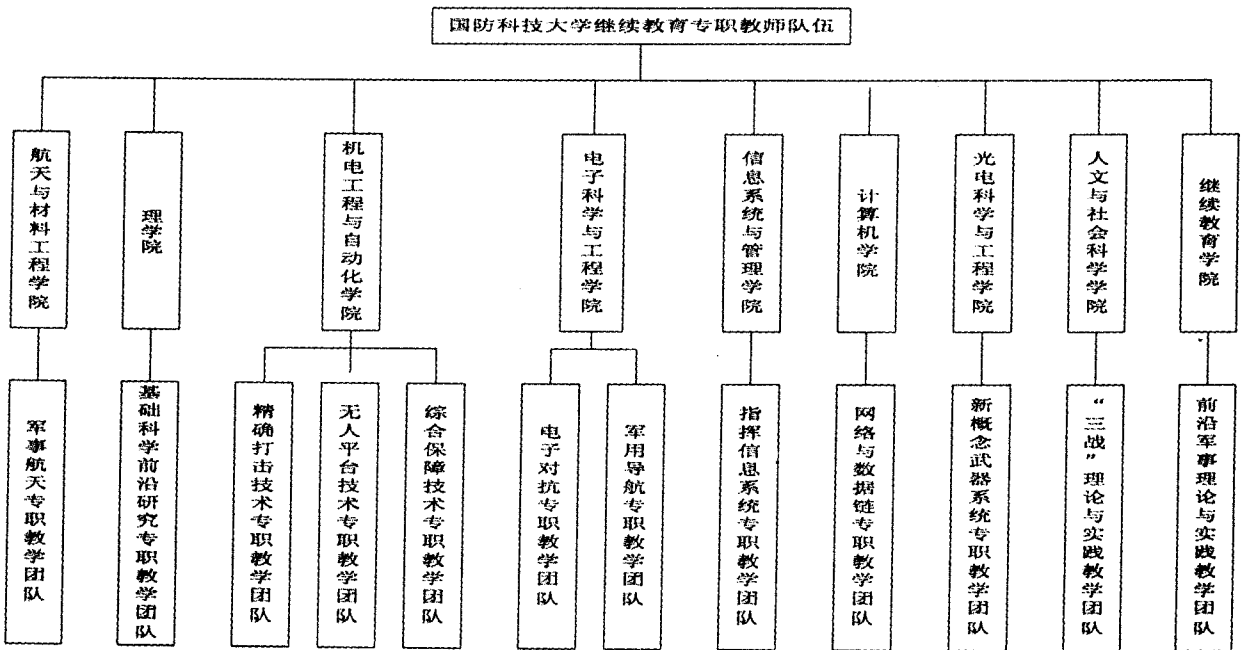 国防科技大学继续教育专职教师队伍
航天与材料工程学院
理学院
机电工程与自动化学院
电子科学与工程学院
信息系统与管理学院
计算机学院
光电科学与工程学院
人文与社会科学学院
继续教育学院
军事航天专职教学团队
基础科学前沿研究专职教学团队
精确打击技术专职教学团队
无人平台技术专职教学团队
综合保障技术专职教学团队
电子对抗专职教学团队
军用导航专职教学团队
指挥信息系统专职教学团队
网络与数据链专职教学团队
新概念武器系统专职教学团队
“三战”理论与实践教学团队
前沿军事理论与实践教学团队